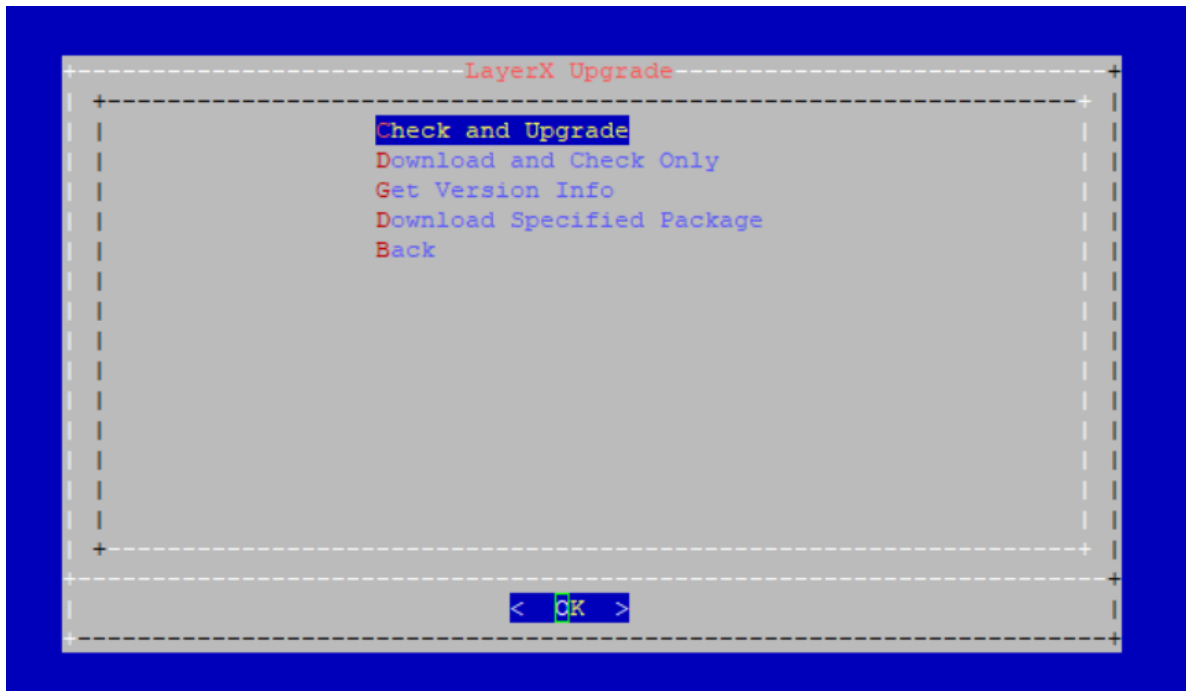 LayerX Upgrade
Check and Upgrade
Download and Check Only
Get Version Info
Download Specified Package
Back
< OK >